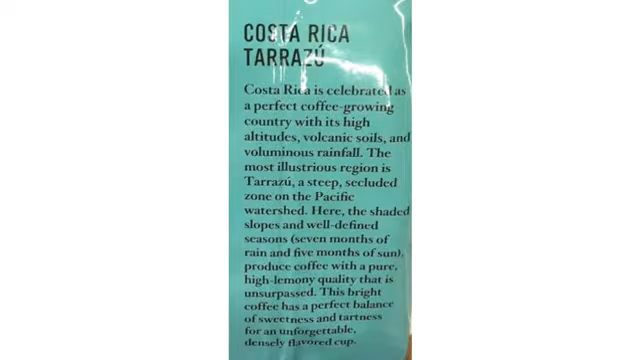 COSTA RICA
TARRAZÚ
Costa Rica is celebrated as
a perfect coffee-growing
country with its high
altitudes, volcanic soils, and
voluminous rainfall. The
most illustrious region is
Tarrazú, a steep, secluded
zone on the Pacific
watershed. Here, the shaded
slopes and well-defined
seasons (seven months of
rain and five months of sun),
produce coffee with a pure,
high-lemony quality that is
unsurpassed. This bright
coffee has a perfect balance
of sweetness and tartness
for an unforgettable,
densely flavored cup.